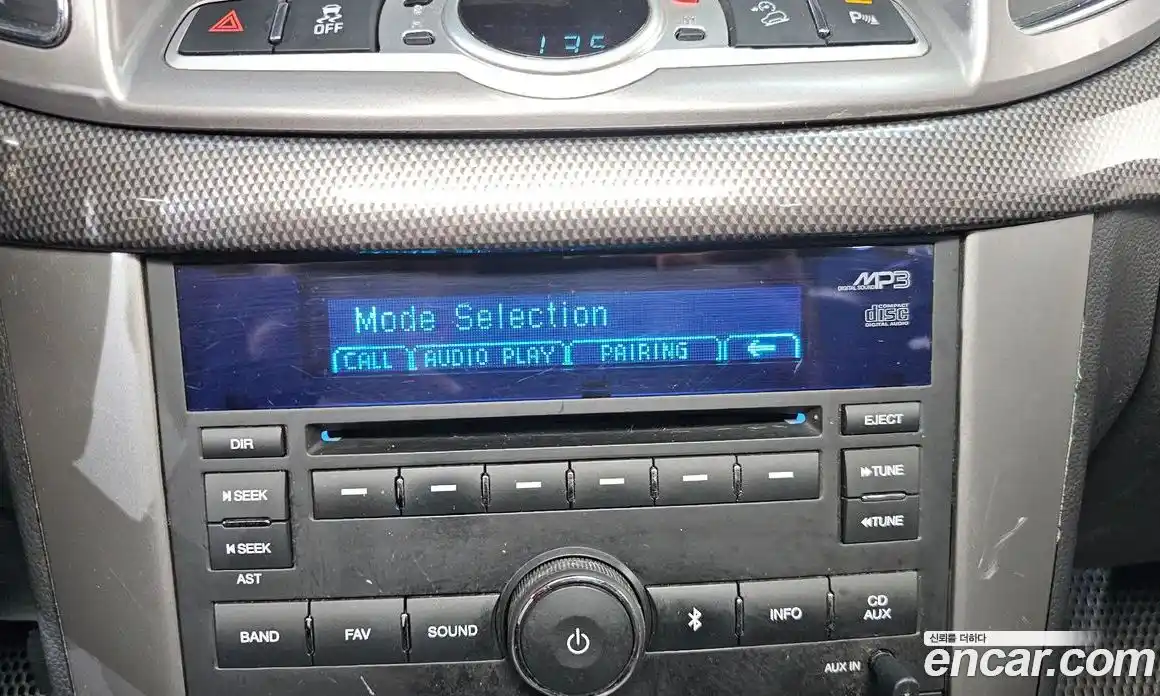 OFF
P
13c
MP3
DIGITAL SOUND
COMPACT
disc
DIGITAL AUDIO
Mode Selection
CALL AUDIO PLAY PAIRING ←
DIR
EJECT
SEEK
TUNE
SEEK
TUNE
AST
BAND
FAV
SOUND
INFO
CD
AUX
AUX IN
신뢰를 더하다
encar.com